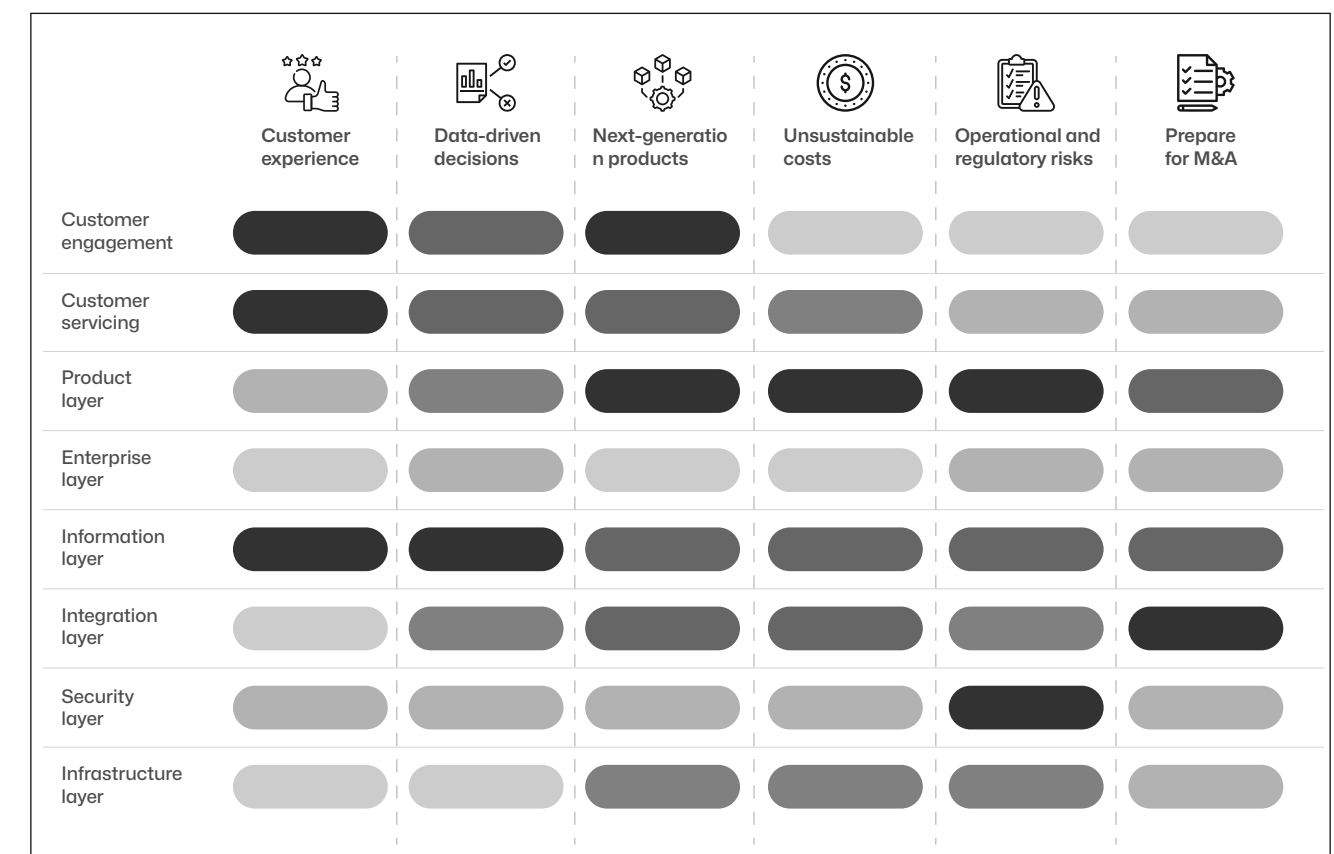 Customer
experience
Data-driven
decisions
Next-generatio
n products
Unsustainable
costs
Operational and
regulatory risks
Prepare
for M&A
Customer
engagement
Customer
servicing
Product
layer
Enterprise
layer
Information
layer
Integration
layer
Security
layer
Infrastructure
layer